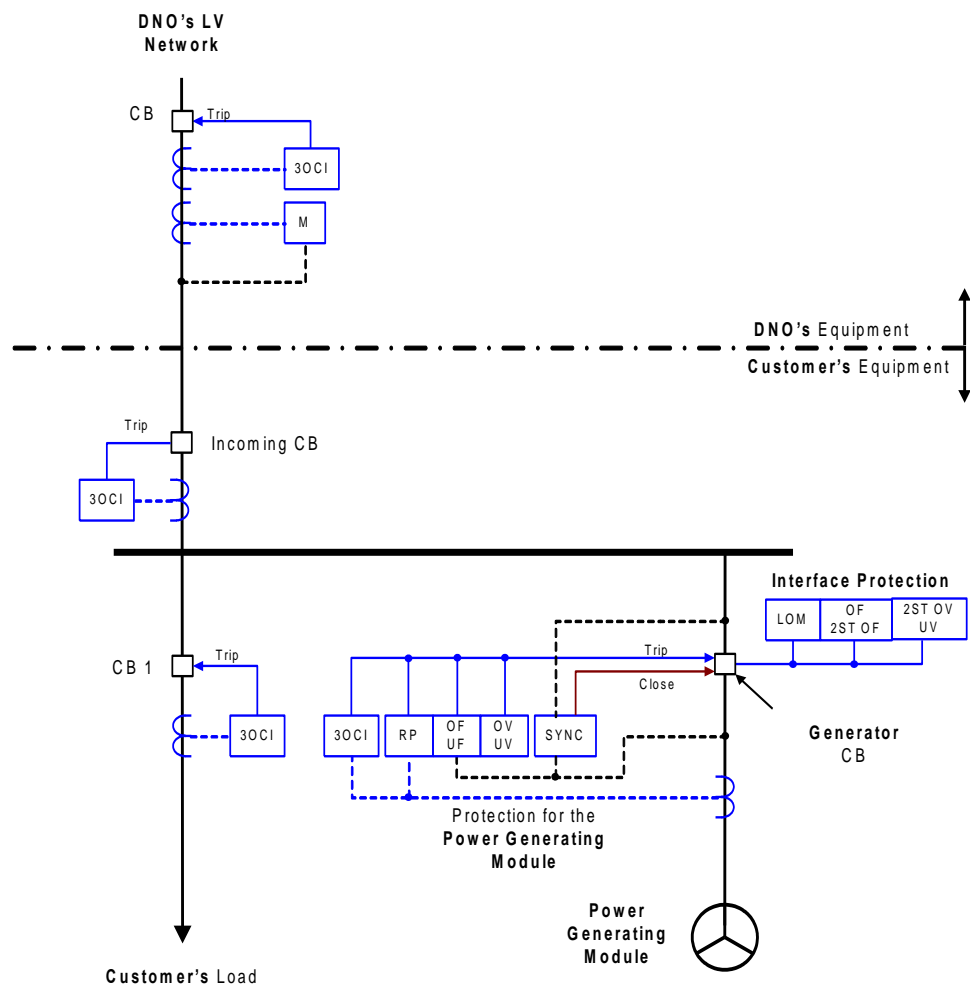 DNO's LV
Network
CB
Trip
3OCI
M
DNO's Equipment
Customer's Equipment
Trip
Incoming CB
3OCI
Interface Protection
LOM
OF
2ST OF
2ST OV
UV
CB 1
Trip
3OCI
Trip
Close
3OCI
RP
OF
UF
OV
UV
SYNC
Generator
CB
Protection for the
Power Generating
Module
Power
Generating
Module
Customer's Load